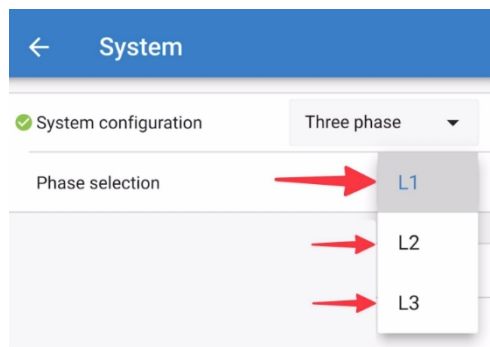 System
System configuration
Three phase
Phase selection
L1
L2
L3